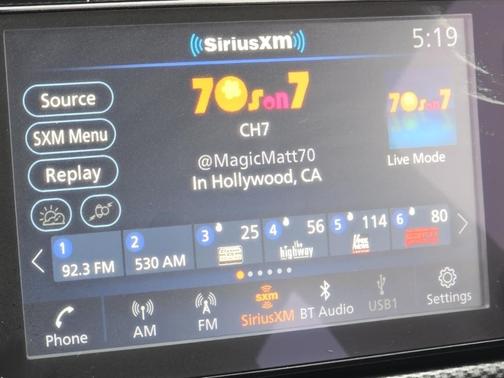 SiriusXM
5:19
Source
SXM Menu
Replay
70s on 7
CH7
@MagicMatt70
In Hollywood, CA
70s on 7
Live Mode
1
92.3 FM
2
530 AM
3
25
4
56
the highway
5
114
6
80
Phone
AM
FM
sxm
SiriusXM
BT Audio
USB1
Settings